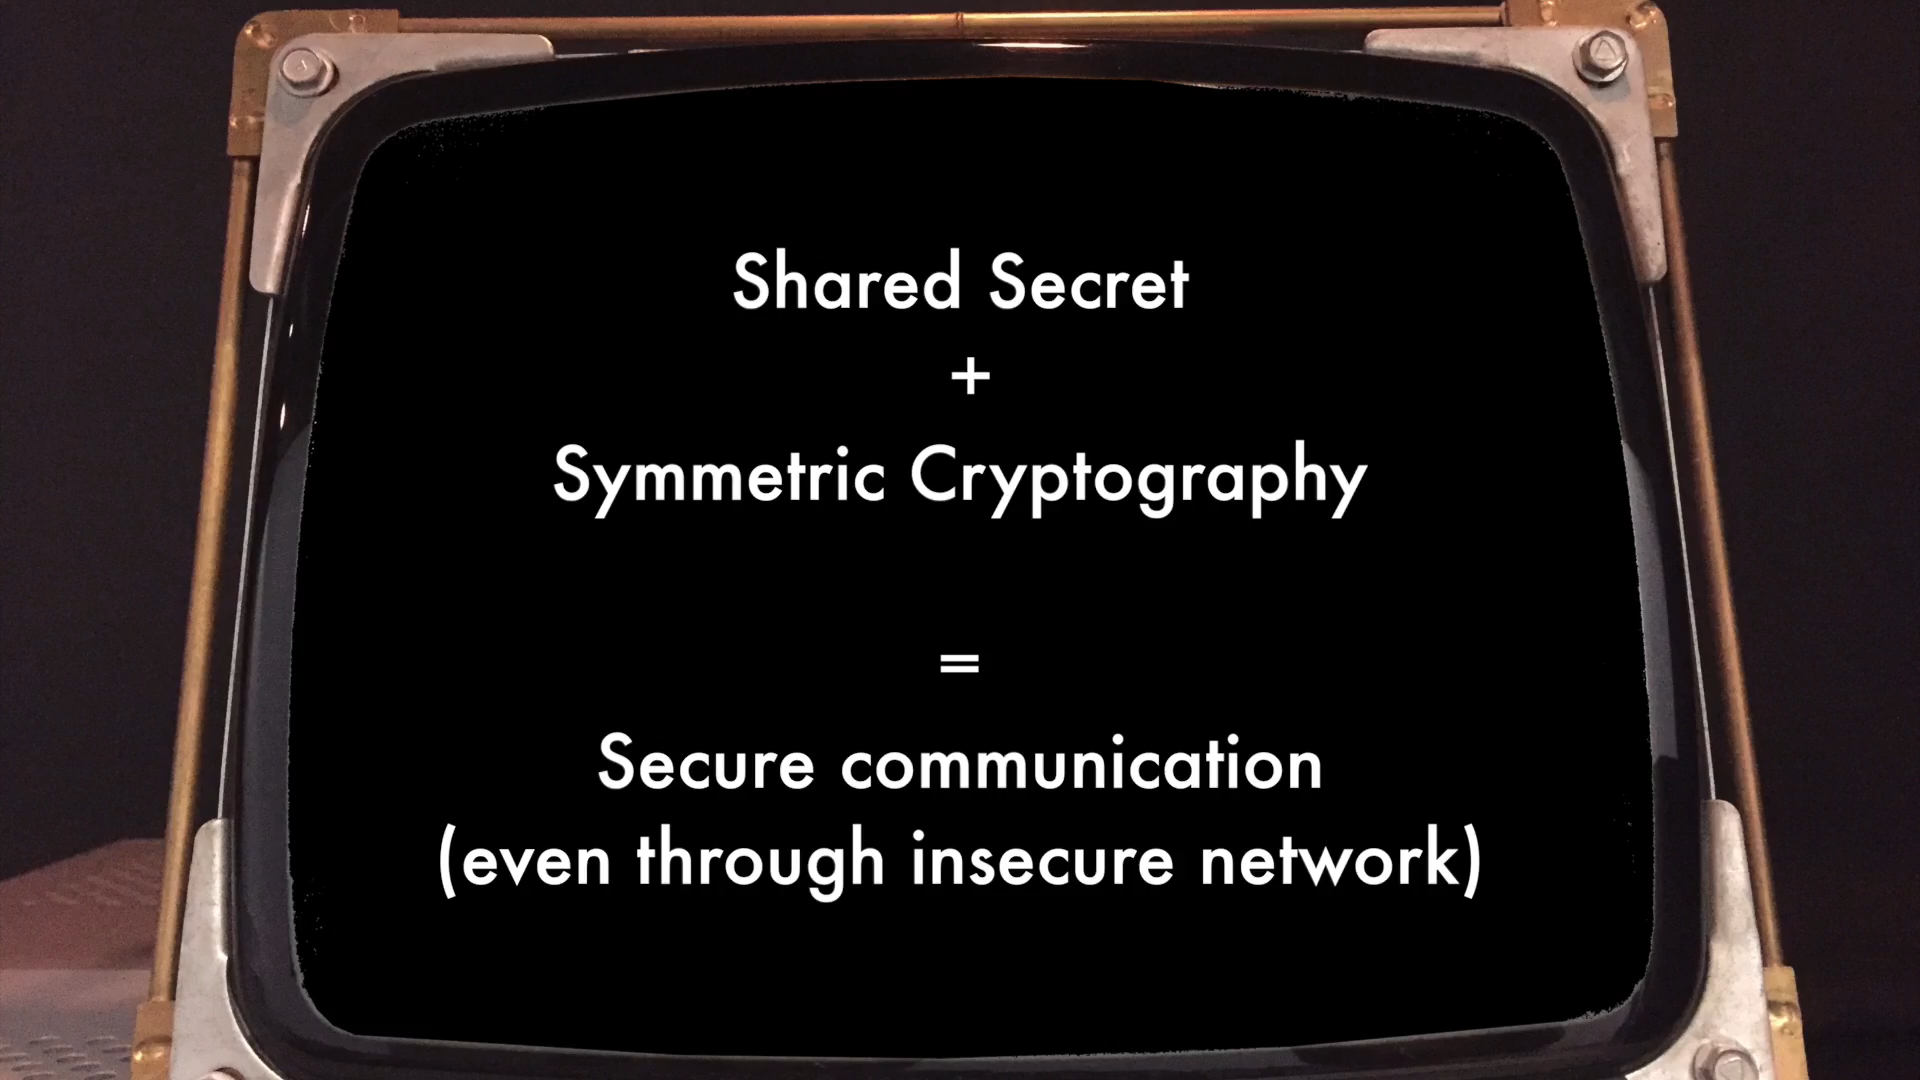 Shared Secret
+
Symmetric Cryptography
=
Secure communication
(even through insecure network)